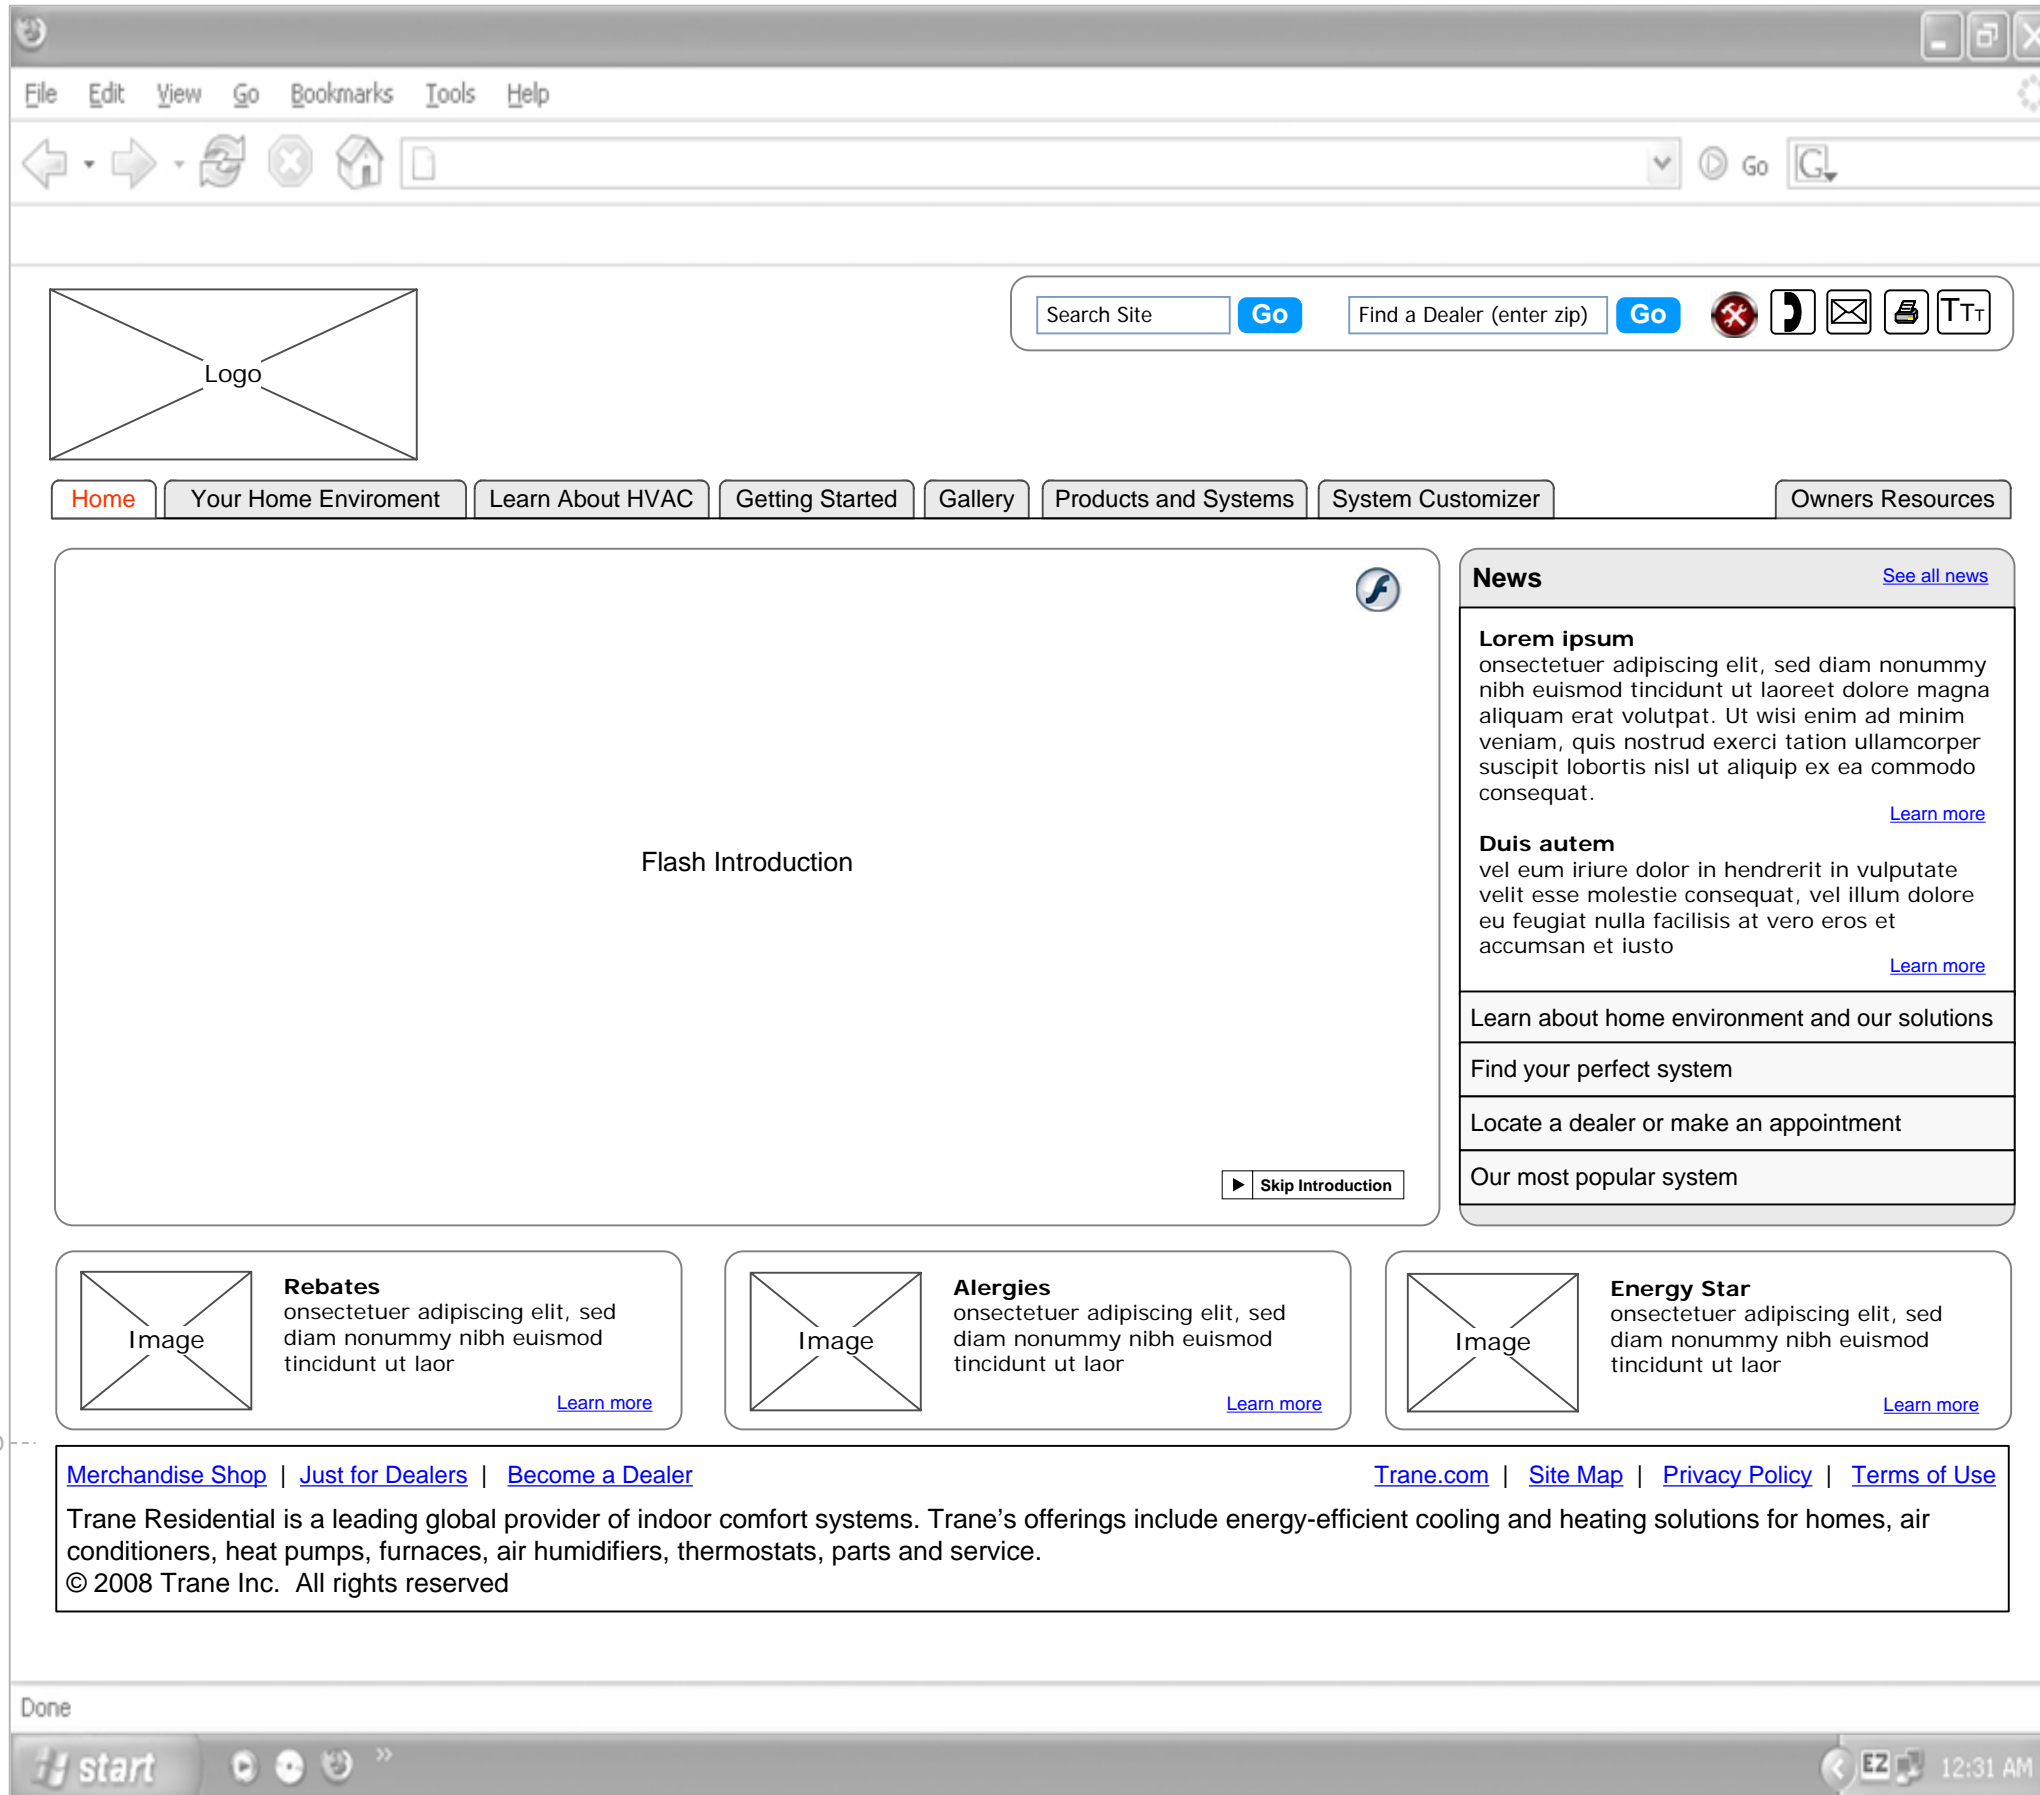 File Edit View Go Bookmarks Tools Help
Go G
Search Site Go Find a Dealer (enter zip) Go TTT
Logo
Home Your Home Enviroment Learn About HVAC Getting Started Gallery Products and Systems System Customizer Owners Resources
Flash Introduction
Skip Introduction
News See all news
Lorem ipsum
onsectetuer adipiscing elit, sed diam nonummy
nibh euismod tincidunt ut laoreet dolore magna
aliquam erat volutpat. Ut wisi enim ad minim
veniam, quis nostrud exerci tation ullamcorper
suscipit lobortis nisl ut aliquip ex ea commodo
consequat.
Learn more
Duis autem
vel eum iriure dolor in hendrerit in vulputate
velit esse molestie consequat, vel illum dolore
eu feugiat nulla facilisis at vero eros et
accumsan et iusto
Learn more
Learn about home environment and our solutions
Find your perfect system
Locate a dealer or make an appointment
Our most popular system
Image
Rebates
onsectetuer adipiscing elit, sed
diam nonummy nibh euismod
tincidunt ut laor
Learn more
Image
Alergies
onsectetuer adipiscing elit, sed
diam nonummy nibh euismod
tincidunt ut laor
Learn more
Image
Energy Star
onsectetuer adipiscing elit, sed
diam nonummy nibh euismod
tincidunt ut laor
Learn more
Merchandise Shop | Just for Dealers | Become a Dealer Trane.com | Site Map | Privacy Policy | Terms of Use
Trane Residential is a leading global provider of indoor comfort systems. Trane’s offerings include energy-efficient cooling and heating solutions for homes, air
conditioners, heat pumps, furnaces, air humidifiers, thermostats, parts and service.
© 2008 Trane Inc. All rights reserved
Done
start » EZ 12:31 AM